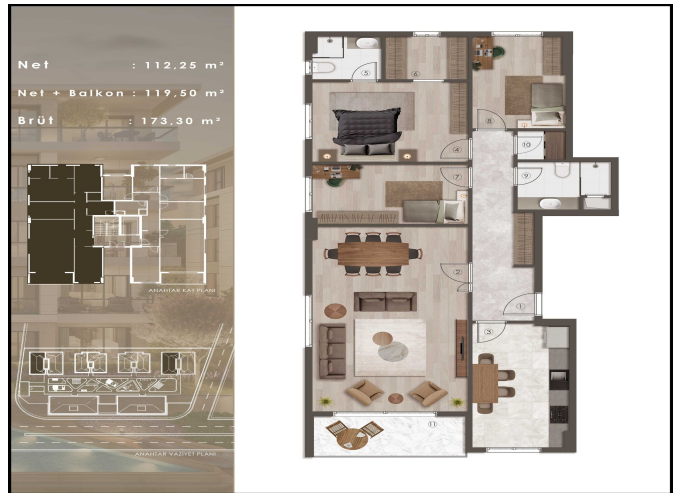 Net : 112,25 m²
Net + Balkon : 119,50 m²
Brüt : 173,30 m²
ANAHTAR KAT PLANI
ANAHTAR VAZİYET PLANI
5
6
8
4
10
7
9
2
1
3
11